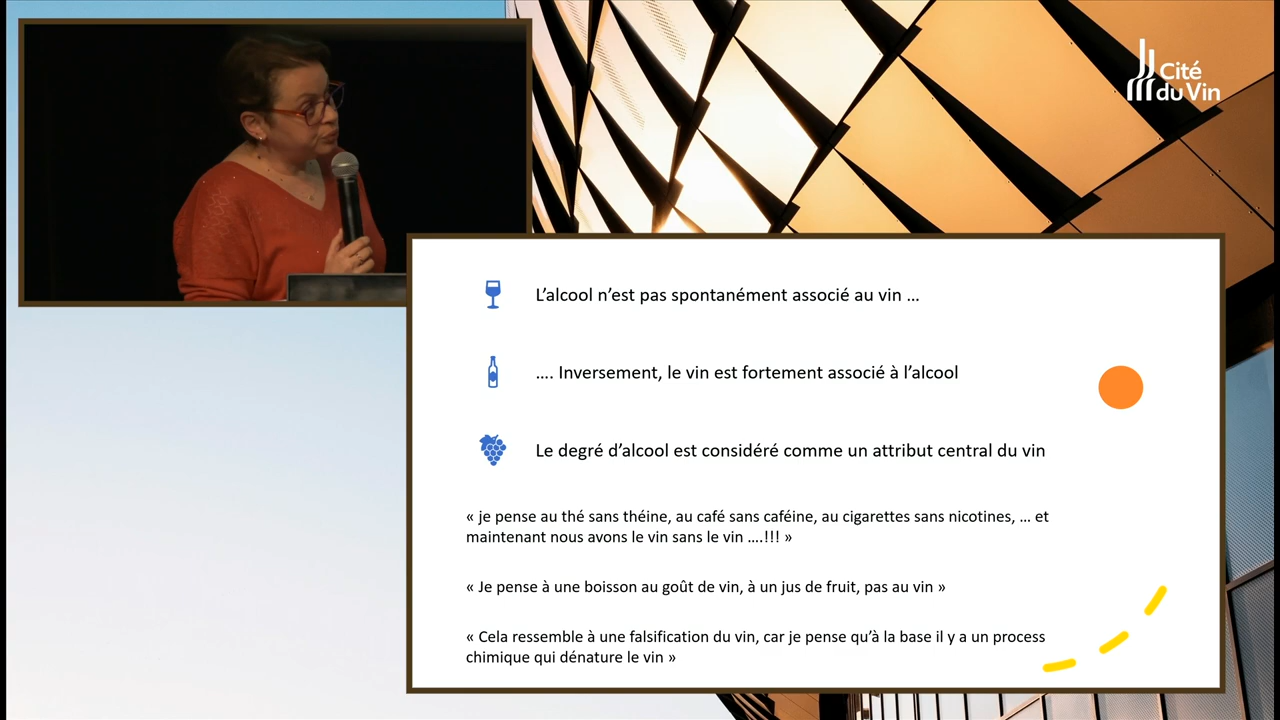 Cité
du Vin
L’alcool n’est pas spontanément associé au vin ...
.... Inversement, le vin est fortement associé à l’alcool
Le degré d’alcool est considéré comme un attribut central du vin
« je pense au thé sans théine, au café sans caféine, au cigarettes sans nicotines, ... et
maintenant nous avons le vin sans le vin ....!!! »
« Je pense à une boisson au goût de vin, à un jus de fruit, pas au vin »
« Cela ressemble à une falsification du vin, car je pense qu’à la base il y a un process
chimique qui dénature le vin »